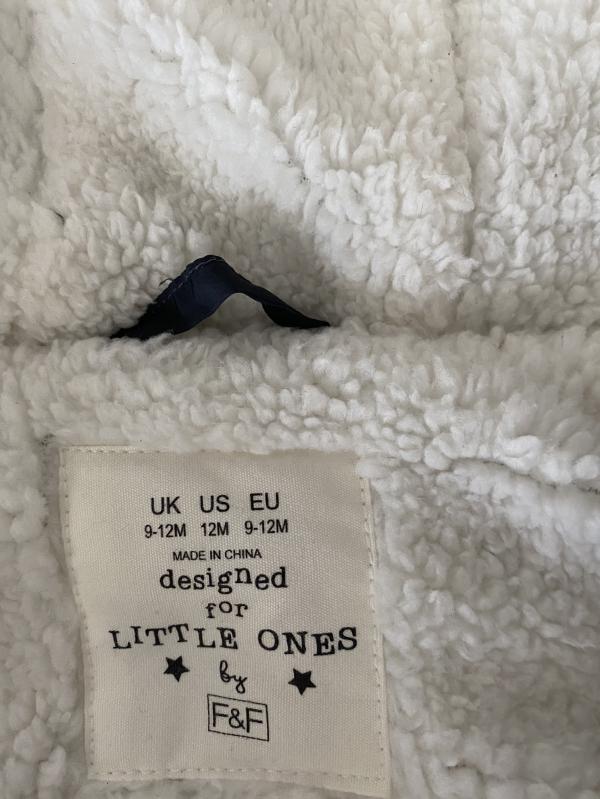 UK US EU
9-12M 12M 9-12M
MADE IN CHINA
designed
for
LITTLE ONES
by
F&F